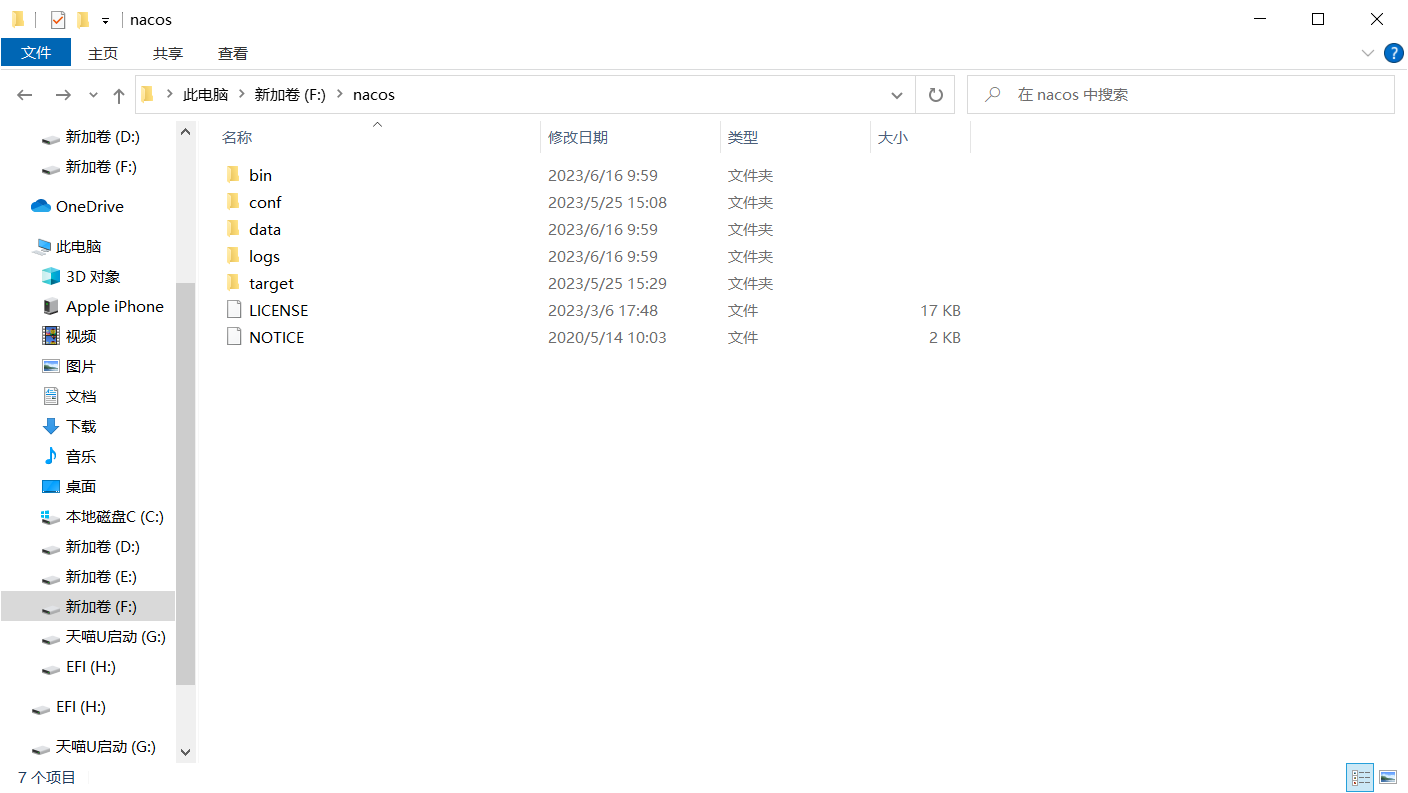 nacos
文件 主页 共享 查看
此电脑 新加卷 (F:) nacos 在 nacos 中搜索
新加卷 (D:)
新加卷 (F:)
OneDrive
此电脑
3D 对象
Apple iPhone
视频
图片
文档
下载
音乐
桌面
本地磁盘C (C:)
新加卷 (D:)
新加卷 (E:)
新加卷 (F:)
天喵U启动 (G:)
EFI (H:)
EFI (H:)
天喵U启动 (G:)
名称 修改日期 类型 大小
bin 2023/6/16 9:59 文件夹
conf 2023/5/25 15:08 文件夹
data 2023/6/16 9:59 文件夹
logs 2023/6/16 9:59 文件夹
target 2023/5/25 15:29 文件夹
LICENSE 2023/3/6 17:48 文件 17 KB
NOTICE 2020/5/14 10:03 文件 2 KB
7 个项目